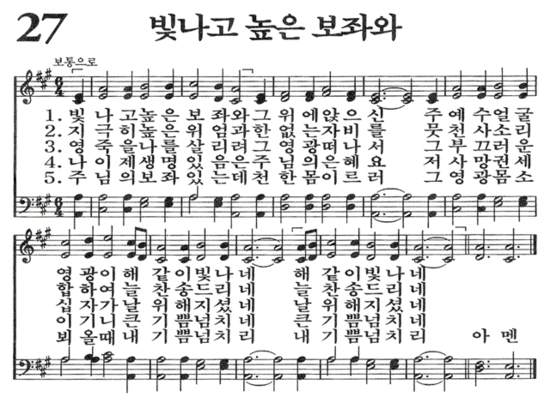 27 빛나고 높은 보좌와
보통으로
1. 빛나고높은보좌와그위에앉으신 주예수얼굴
2. 지극히높은위엄과한없는자비를 뭇천사소리
3. 영죽을나를살리려그영광떠나서 그부끄러운
4. 나이제생명있음은주님의은혜요 저사망권세
5. 주님의보좌있는데천한몸이르러 그영광몸소
영광이해같이빛나네 해같이빛나네
합하여늘찬송드리네 늘찬송드리네
십자가날위해지셨네 날위해지셨네
이기니큰기쁨넘치네 큰기쁨넘치네
뵈올때내기쁨넘치리 내기쁨넘치리 아멘